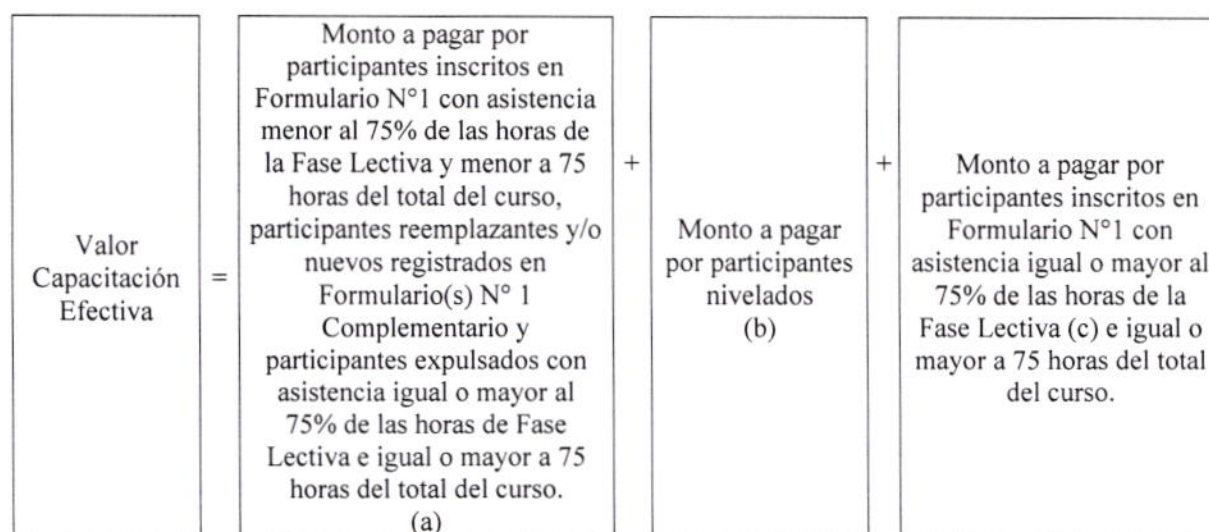 Valor
Capacitación
Efectiva
=
Monto a pagar por
participantes inscritos en
Formulario N°1 con asistencia
menor al 75% de las horas de
la Fase Lectiva y menor a 75
horas del total del curso,
participantes reemplazantes y/o
nuevos registrados en
Formulario(s) N° 1
Complementario y
participantes expulsados con
asistencia igual o mayor al
75% de las horas de Fase
Lectiva e igual o mayor a 75
horas del total del curso.
(a)
+
Monto a pagar
por participantes
nivelados
(b)
+
Monto a pagar por
participantes inscritos en
Formulario N°1 con
asistencia igual o mayor al
75% de las horas de la
Fase Lectiva (c) e igual o
mayor a 75 horas del total
del curso.